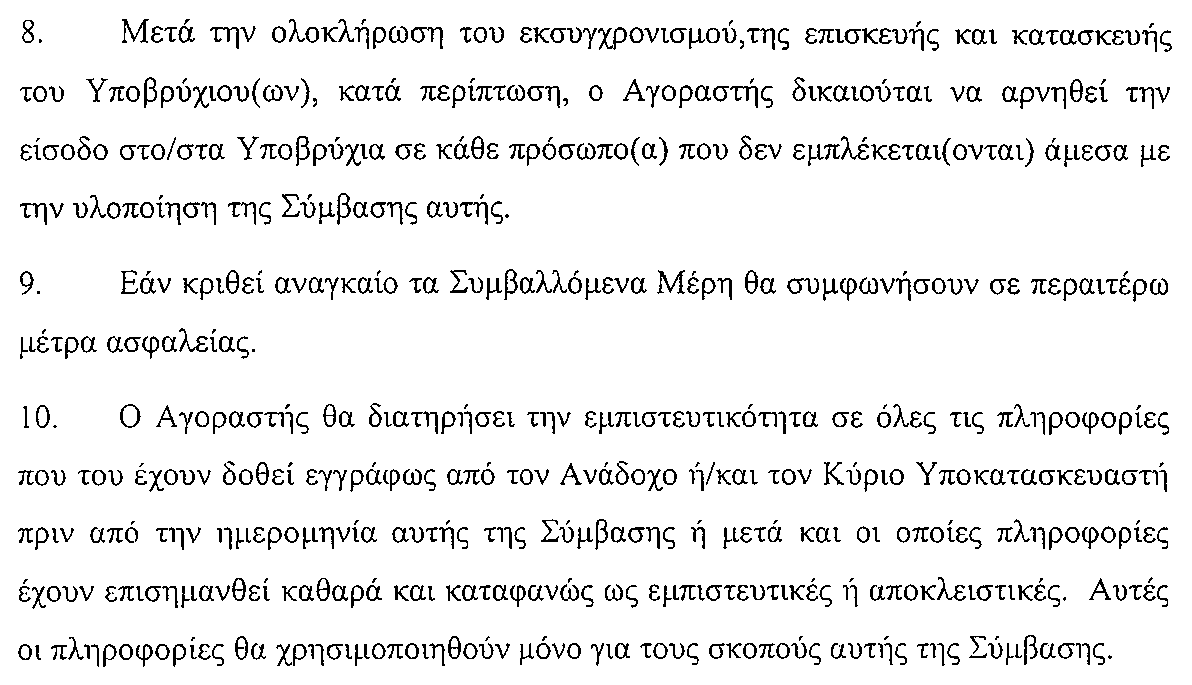 8. Μετά την ολοκλήρωση του εκσυγχρονισμού,της επισκευής και κατασκευής
του Υποβρύχιου(ων), κατά περίπτωση, ο Αγοραστής δικαιούται να αρνηθεί την
είσοδο στο/στα Υποβρύχια σε κάθε πρόσωπο(α) που δεν εμπλέκεται(ονται) άμεσα με
την υλοποίηση της Σύμβασης αυτής.
9. Εάν κριθεί αναγκαίο τα Συμβαλλόμενα Μέρη θα συμφωνήσουν σε περαιτέρω
μέτρα ασφαλείας.
10. Ο Αγοραστής θα διατηρήσει την εμπιστευτικότητα σε όλες τις πληροφορίες
που του έχουν δοθεί εγγράφως από τον Ανάδοχο ή/και τον Κύριο Υποκατασκευαστή
πριν από την ημερομηνία αυτής της Σύμβασης ή μετά και οι οποίες πληροφορίες
έχουν επισημανθεί καθαρά και καταφανώς ως εμπιστευτικές ή αποκλειστικές. Αυτές
οι πληροφορίες θα χρησιμοποιηθούν μόνο για τους σκοπούς αυτής της Σύμβασης.